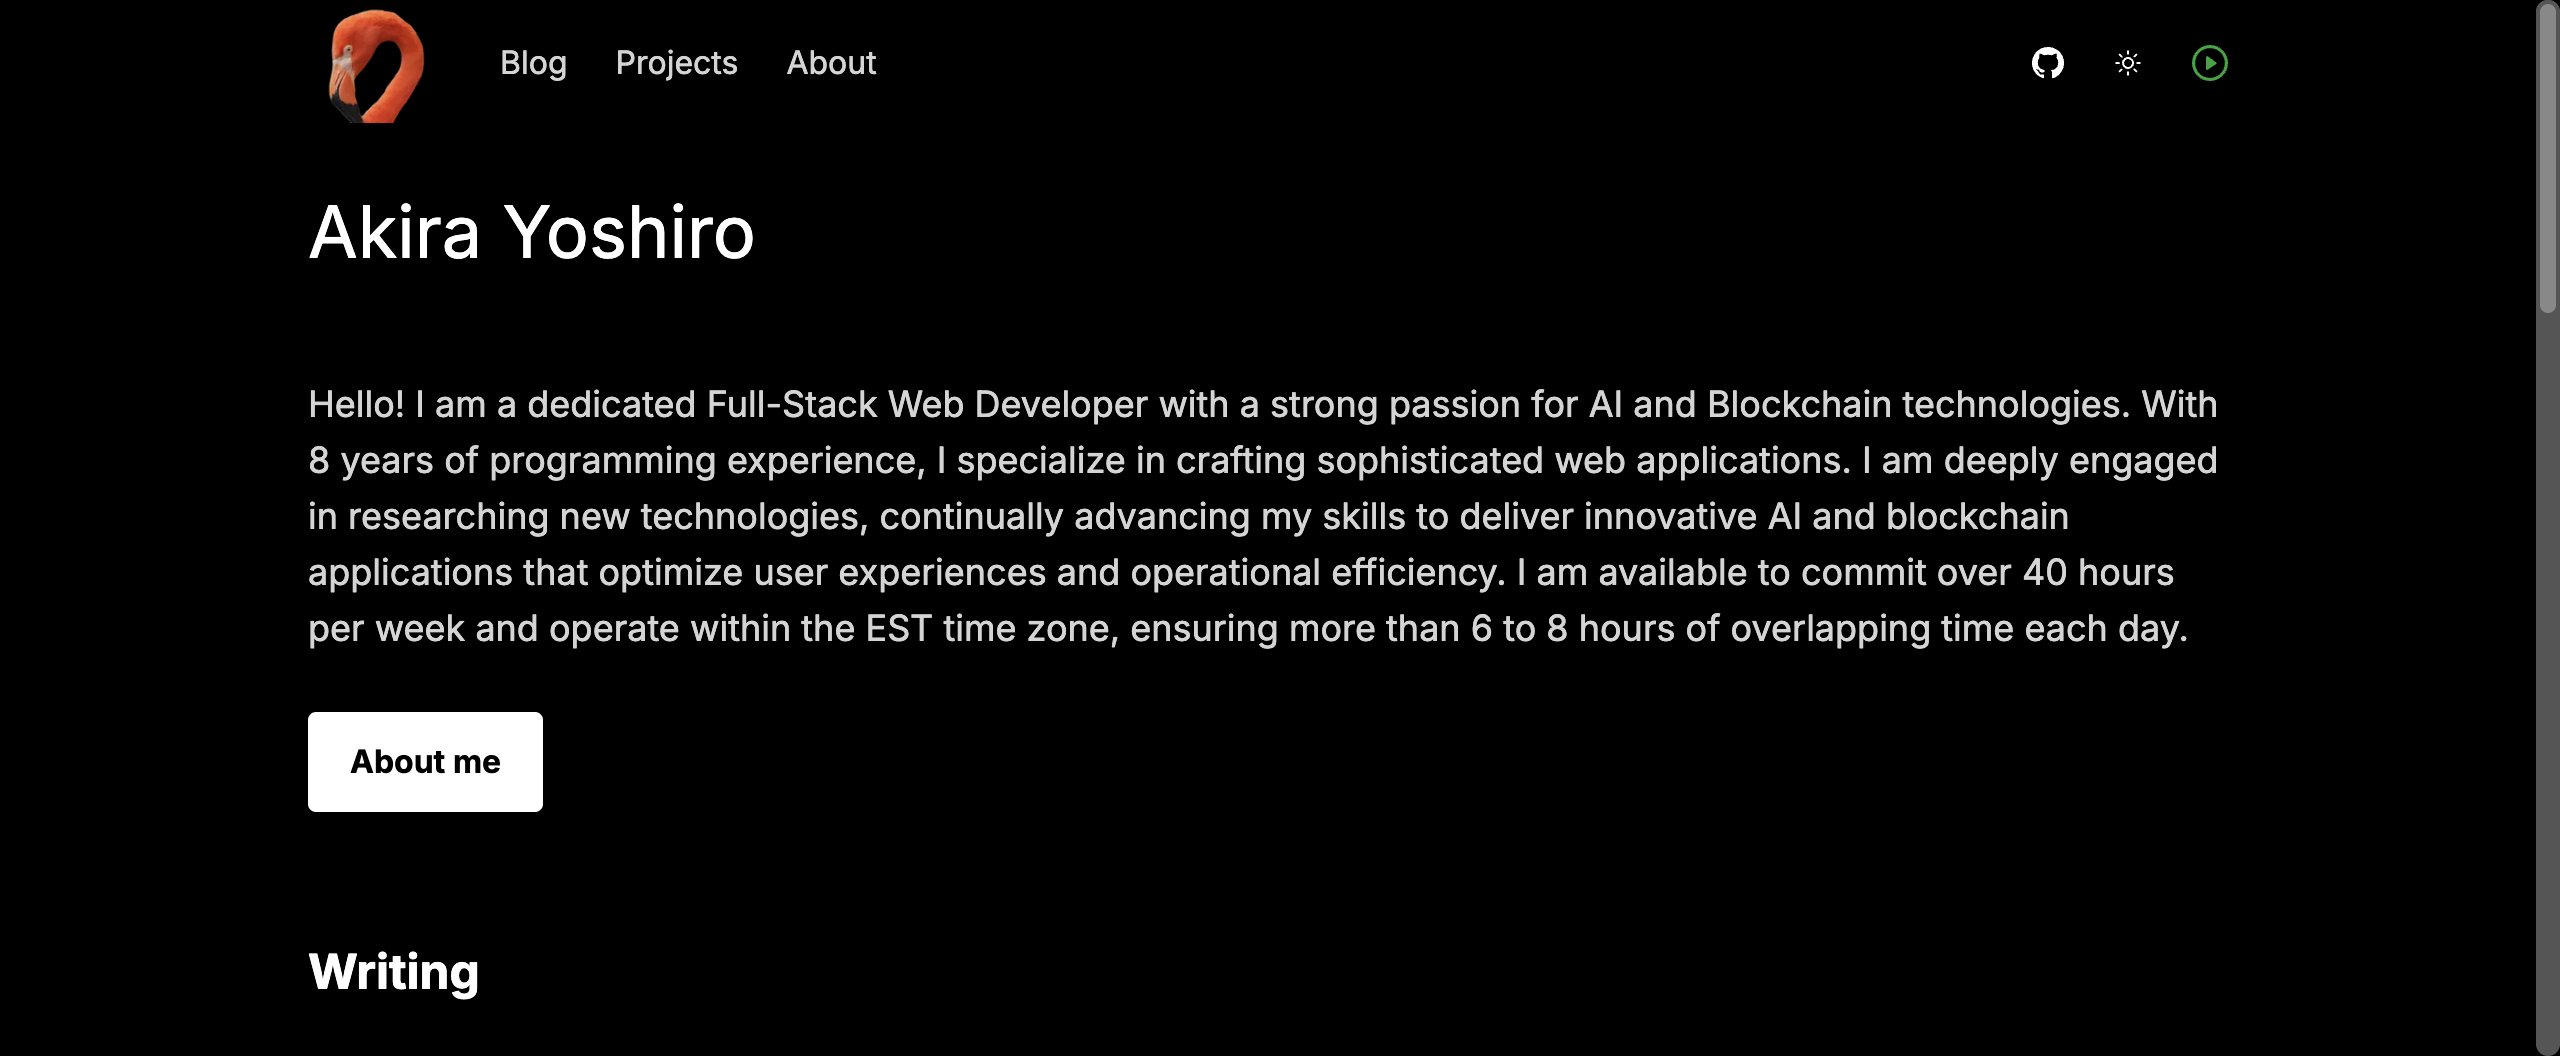 Blog Projects About
Akira Yoshiro
Hello! I am a dedicated Full-Stack Web Developer with a strong passion for AI and Blockchain technologies. With
8 years of programming experience, I specialize in crafting sophisticated web applications. I am deeply engaged
in researching new technologies, continually advancing my skills to deliver innovative AI and blockchain
applications that optimize user experiences and operational efficiency. I am available to commit over 40 hours
per week and operate within the EST time zone, ensuring more than 6 to 8 hours of overlapping time each day.
About me
Writing